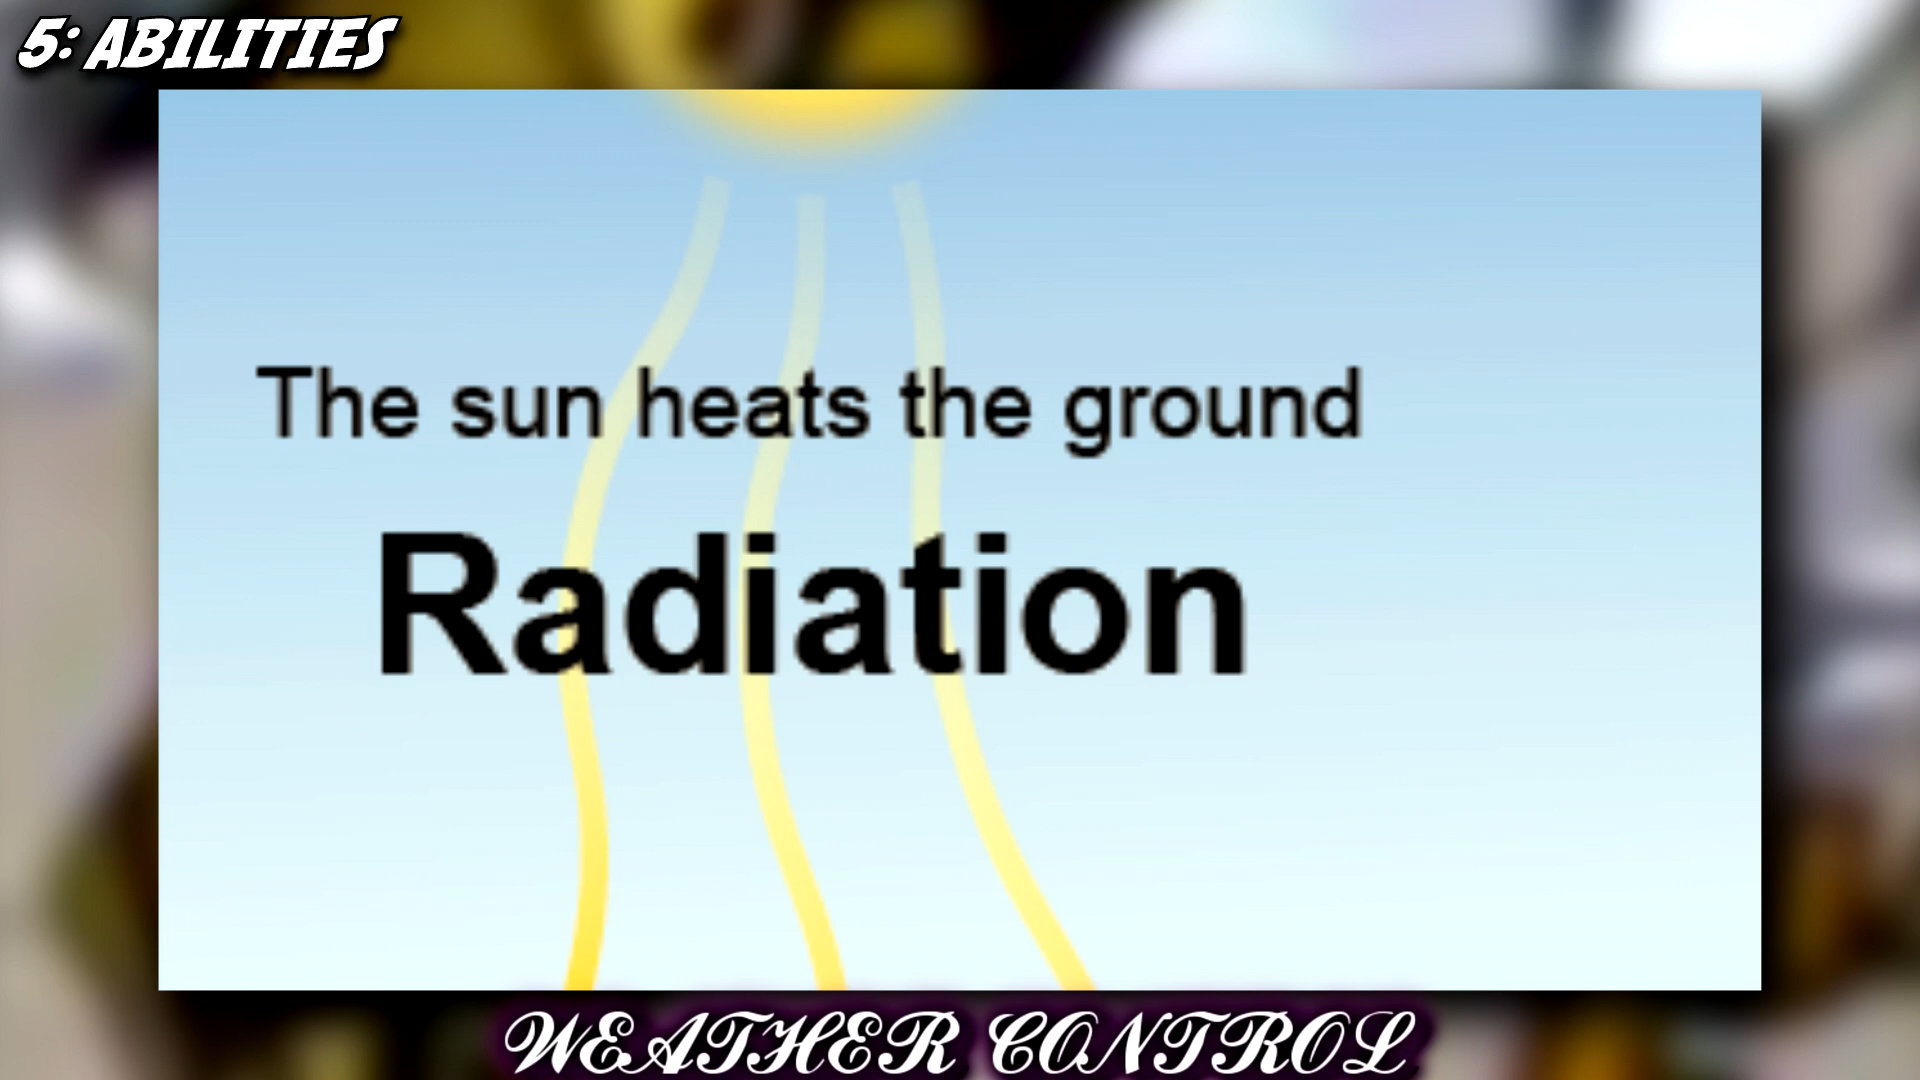 5: ABILITIES
The sun heats the ground
Radiation
WEATHER CONTROL